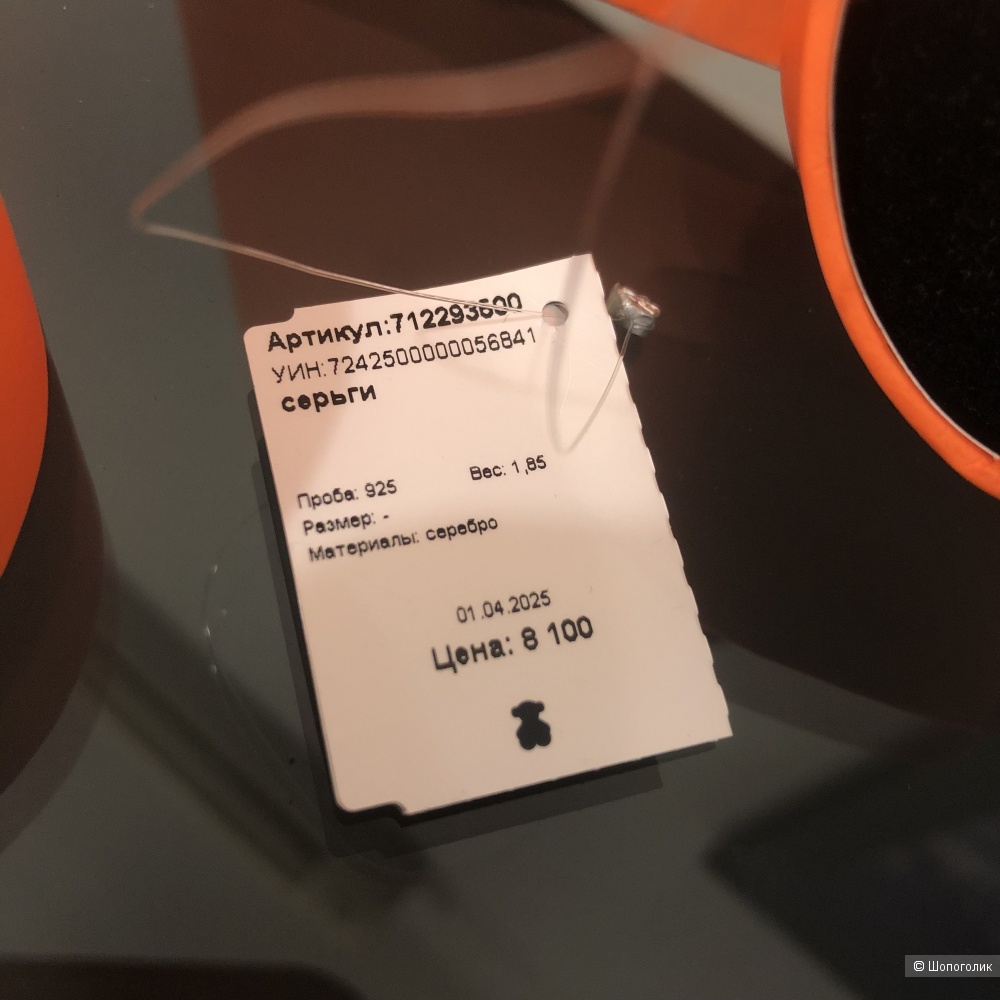 Артикул:712293600
УИН:7242500000056841
серьги
Проба: 925 Вес: 1,85
Размер: -
Материалы: серебро
01.04.2025
Цена: 8 100
© Шопоголик